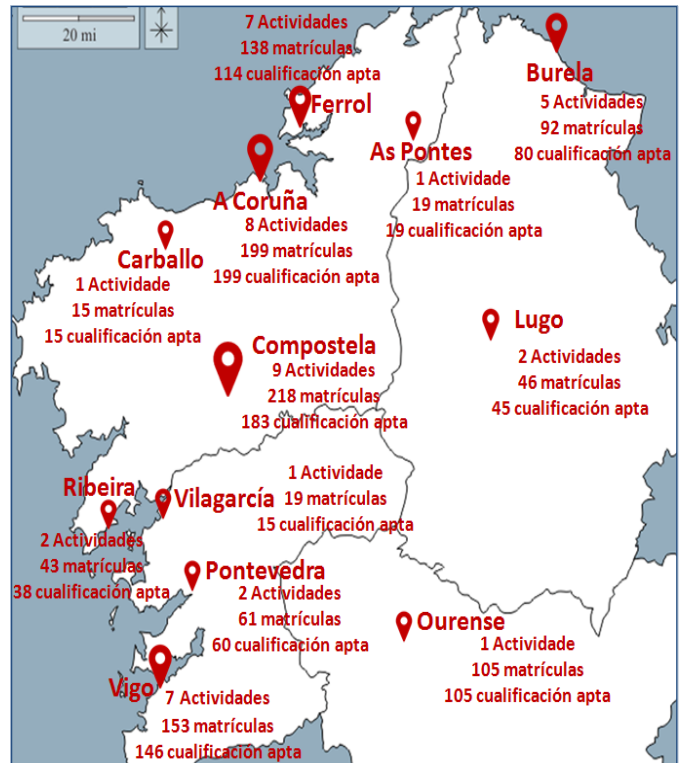 20 mi
7 Actividades
138 matrículas
114 cualificación apta
Ferrol
Burela
5 Actividades
92 matrículas
80 cualificación apta
As Pontes
1 Actividade
19 matrículas
19 cualificación apta
A Coruña
8 Actividades
199 matrículas
199 cualificación apta
Carballo
1 Actividade
15 matrículas
15 cualificación apta
Lugo
2 Actividades
46 matrículas
45 cualificación apta
Compostela
9 Actividades
218 matrículas
183 cualificación apta
Ribeira
2 Actividades
43 matrículas
38 cualificación apta
Vilagarcía
1 Actividade
19 matrículas
15 cualificación apta
Pontevedra
2 Actividades
61 matrículas
60 cualificación apta
Ourense
1 Actividade
105 matrículas
105 cualificación apta
Vigo
7 Actividades
153 matrículas
146 cualificación apta